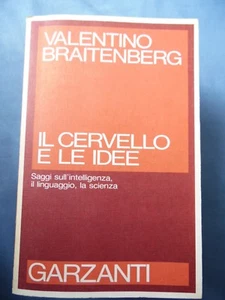 VALENTINO
BRAITENBERG
IL CERVELLO
E LE IDEE
Saggi sull'intelligenza,
il linguaggio, la scienza
GARZANTI